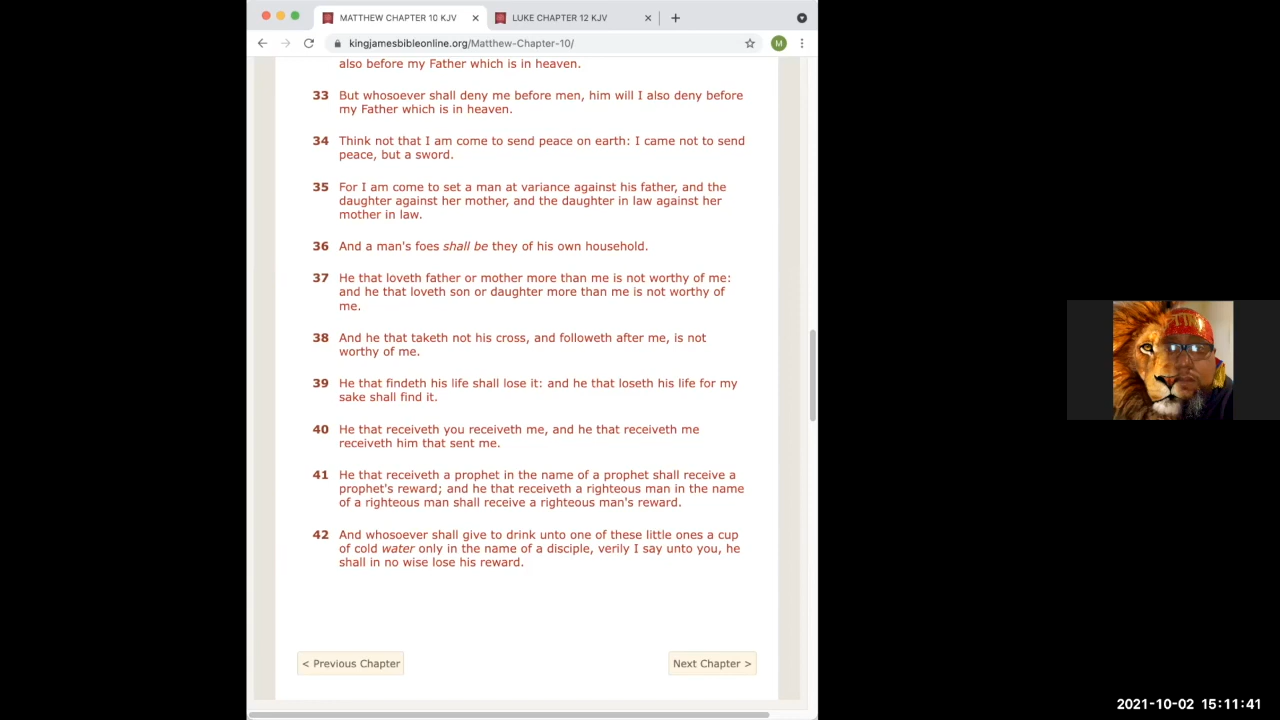 MATTHEW CHAPTER 10 KJV
LUKE CHAPTER 12 KJV
kingjamesbibleonline.org/Matthew-Chapter-10/
M
also before my Father which is in heaven.
33 But whosoever shall deny me before men, him will I also deny before
my Father which is in heaven.
34 Think not that I am come to send peace on earth: I came not to send
peace, but a sword.
35 For I am come to set a man at variance against his father, and the
daughter against her mother, and the daughter in law against her
mother in law.
36 And a man's foes shall be they of his own household.
37 He that loveth father or mother more than me is not worthy of me:
and he that loveth son or daughter more than me is not worthy of
me.
38 And he that taketh not his cross, and followeth after me, is not
worthy of me.
39 He that findeth his life shall lose it: and he that loseth his life for my
sake shall find it.
40 He that receiveth you receiveth me, and he that receiveth me
receiveth him that sent me.
41 He that receiveth a prophet in the name of a prophet shall receive a
prophet's reward; and he that receiveth a righteous man in the name
of a righteous man shall receive a righteous man's reward.
42 And whosoever shall give to drink unto one of these little ones a cup
of cold water only in the name of a disciple, verily I say unto you, he
shall in no wise lose his reward.
< Previous Chapter
Next Chapter >
2021-10-02 15:11:41